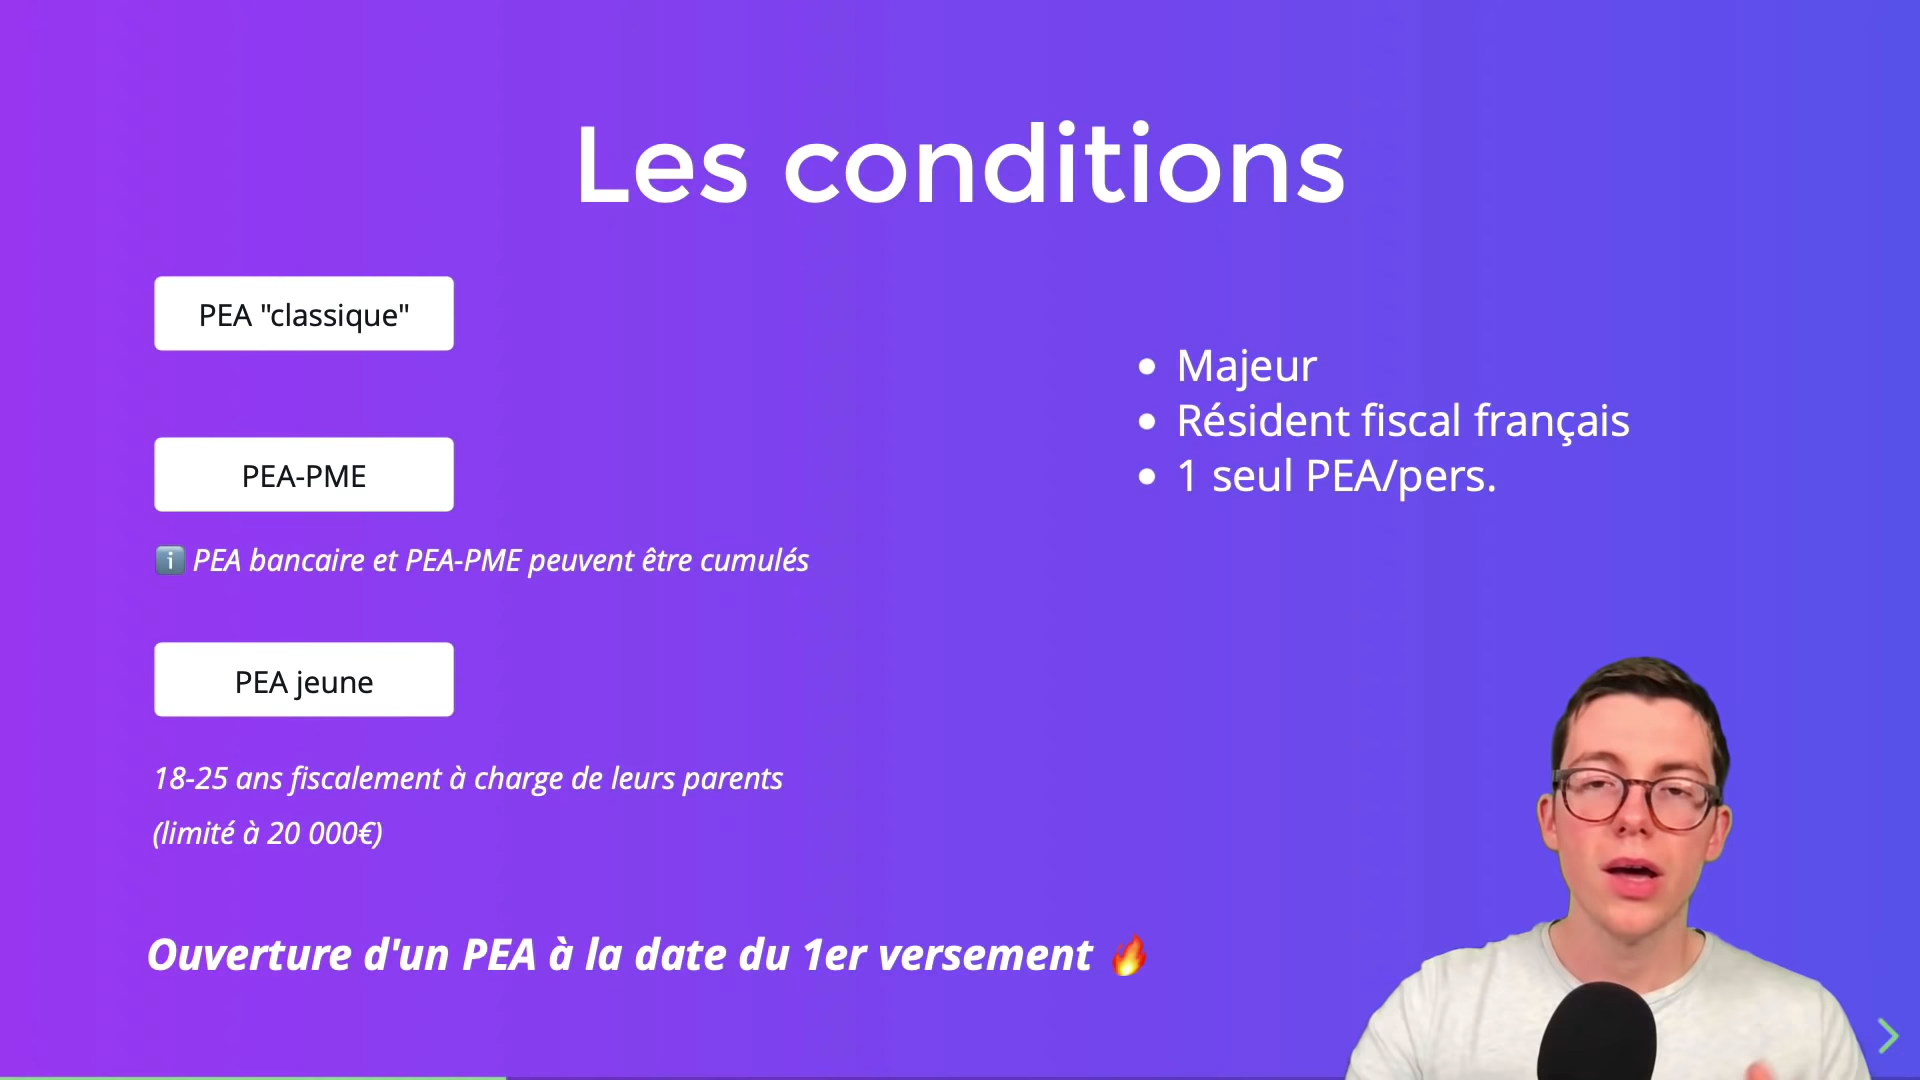 Les conditions
PEA "classique"
PEA-PME
ℹ️ PEA bancaire et PEA-PME peuvent être cumulés
PEA jeune
18-25 ans fiscalement à charge de leurs parents
(limité à 20 000€)
• Majeur
• Résident fiscal français
• 1 seul PEA/pers.
Ouverture d'un PEA à la date du 1er versement 🔥